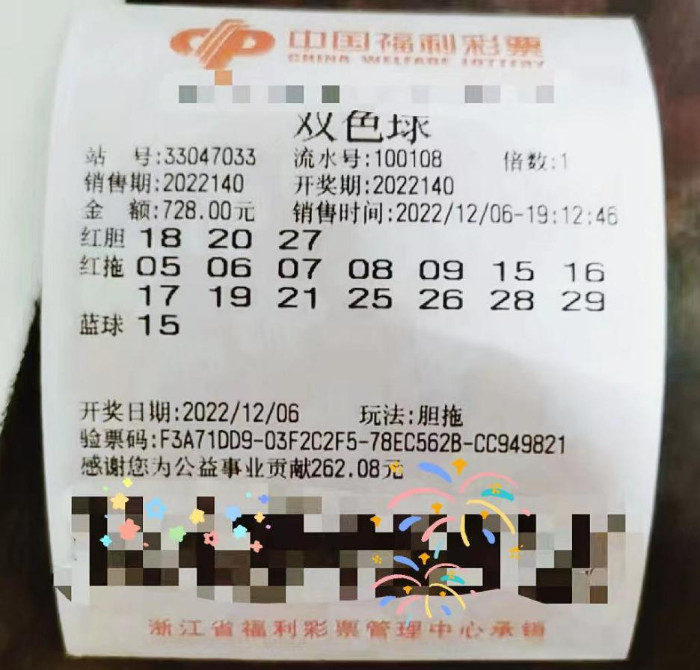 中国福利彩票
CHINA WELFARE LOTTERY
双色球
站 号:33047033 流水号:100108 倍数:1
销售期:2022140 开奖期:2022140
金 额:728.00元 销售时间:2022/12/06-19:12:46
红胆 18 20 27
红拖 05 06 07 08 09 15 16
17 19 21 25 26 28 29
蓝球 15
开奖日期:2022/12/06 玩法:胆拖
验票码:F3A71DD9-03F2C2F5-78EC562B-CC949821
感谢您为公益事业贡献262.08元
浙江省福利彩票管理中心承销